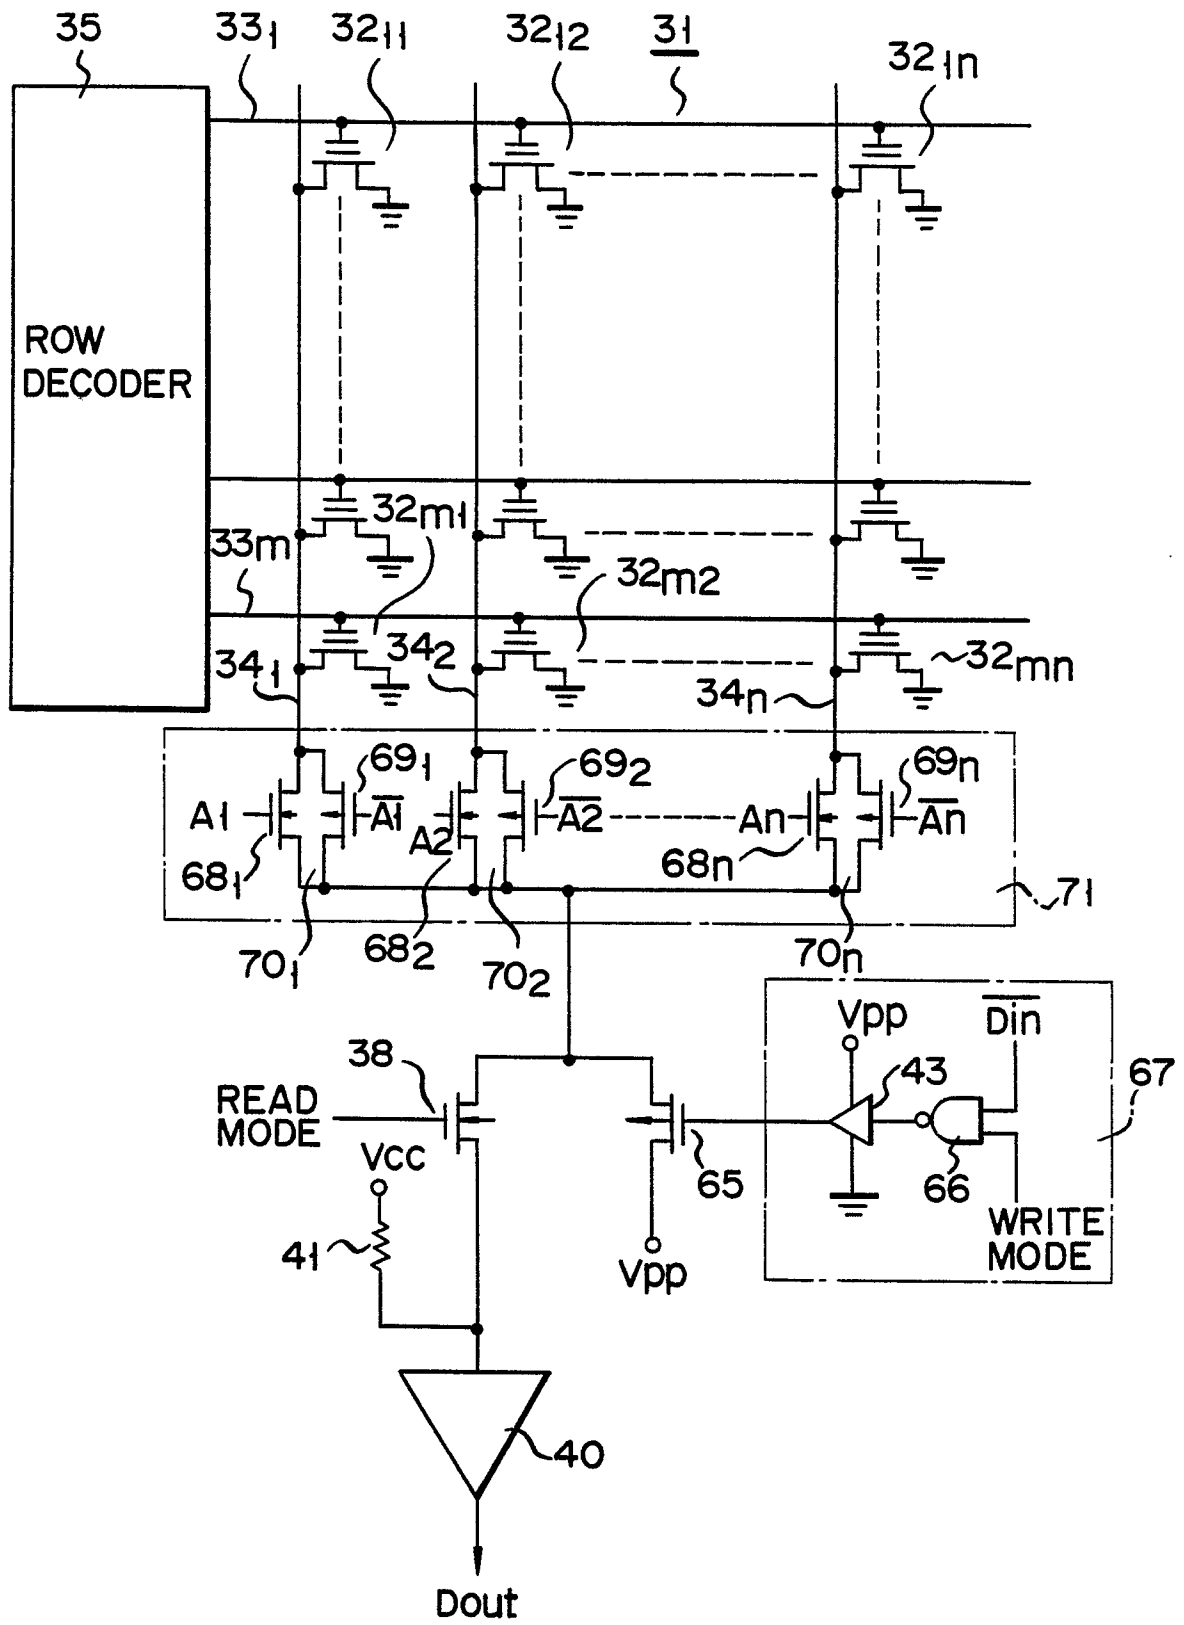 35
33₁
32₁₁
32₁₂
31
32₁ₙ
ROW
DECODER
32m1
33m
32m2
34₁
34₂
34n
32mn
69₁
69₂
69n
A1
A̅1̅
A2
A̅2̅
An
A̅n̅
68₁
68n
71
68₂
70₁
70₂
70n
Vpp
D̅i̅n̅
38
43
67
READ
MODE
Vcc
65
66
41
Vpp
WRITE
MODE
40
Dout